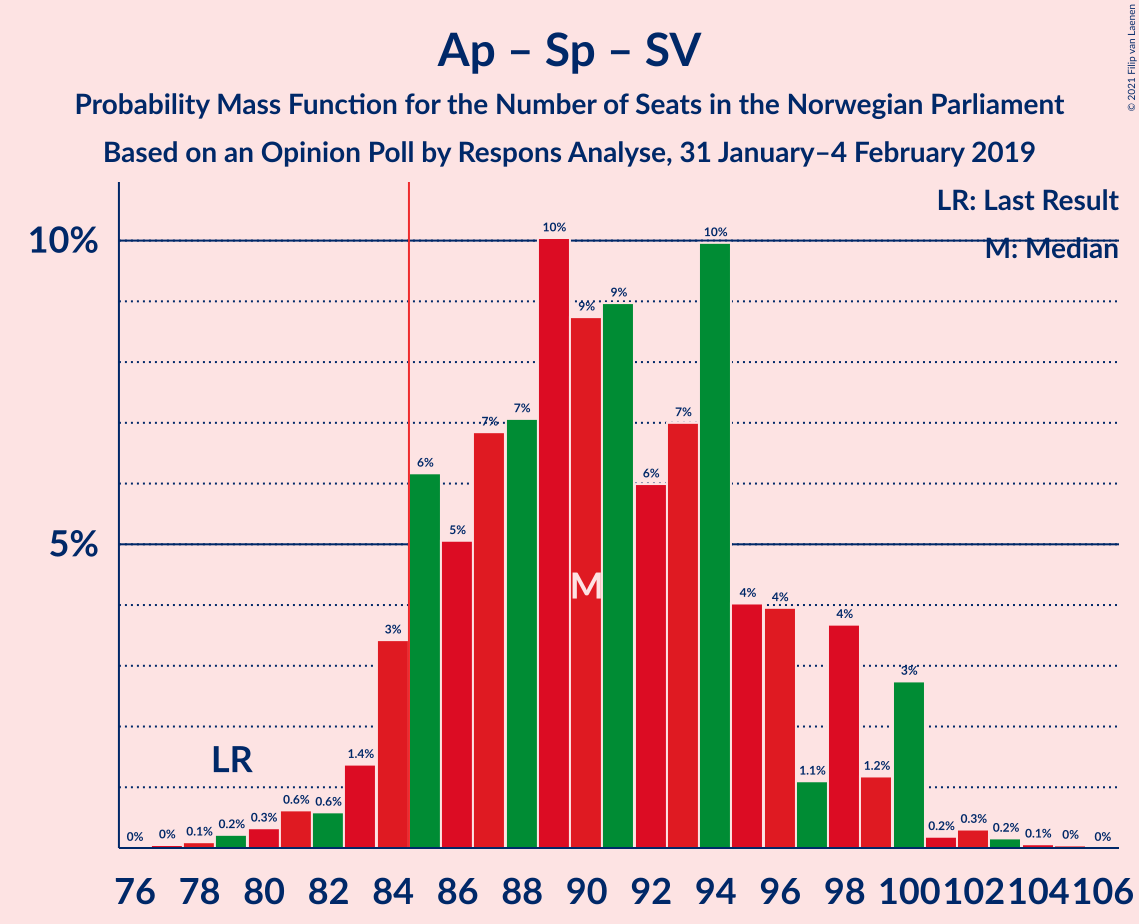 Ap – Sp – SV
Probability Mass Function for the Number of Seats in the Norwegian Parliament
Based on an Opinion Poll by Respons Analyse, 31 January–4 February 2019
© 2021 Filip van Laenen
LR: Last Result
M: Median
10%
5%
0% 0% 0.1% 0.2% 0.3% 0.6% 0.6% 1.4% 3% 6% 5% 7% 7% 10% 9% 9% 6% 7% 10% 4% 4% 1.1% 4% 1.2% 3% 0.2% 0.3% 0.2% 0.1% 0% 0%
LR
M
76 78 80 82 84 86 88 90 92 94 96 98 100 102 104 106